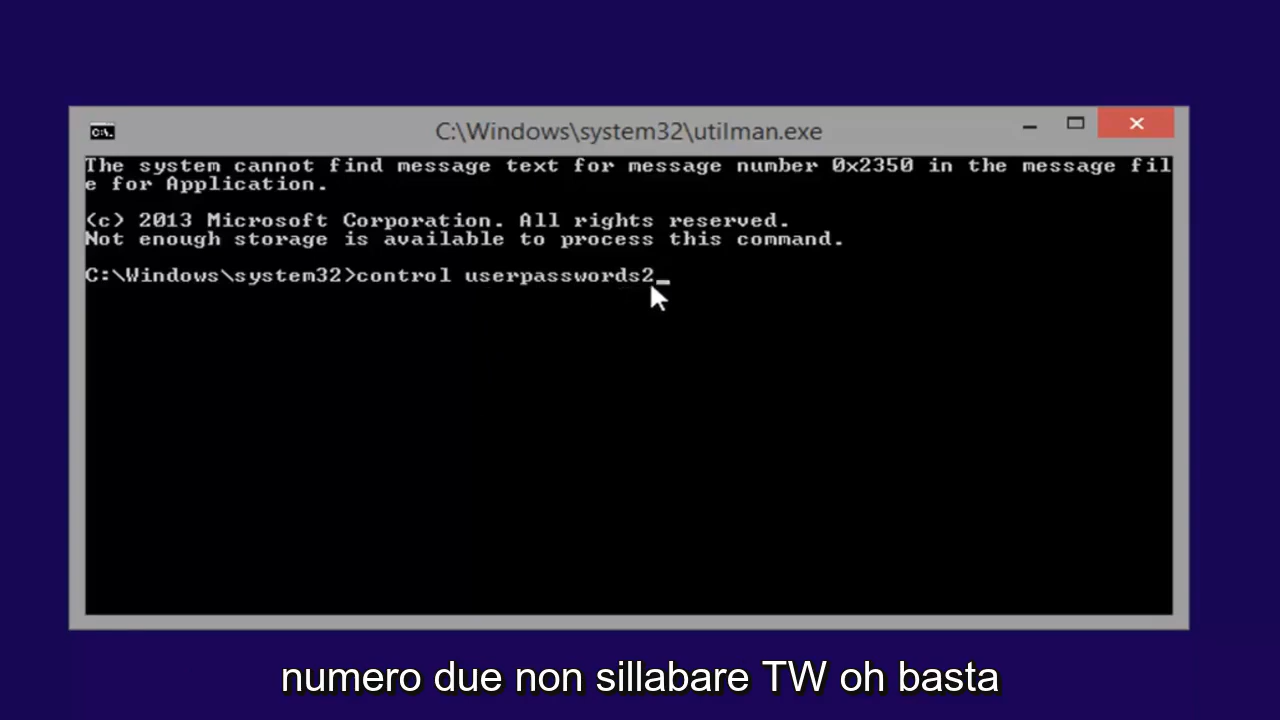 C:\Windows\system32\utilman.exe
The system cannot find message text for message number 0x2350 in the message fil
e for Application.
(c) 2013 Microsoft Corporation. All rights reserved.
Not enough storage is available to process this command.
C:\Windows\system32>control userpasswords2_
numero due non sillabare TW oh basta